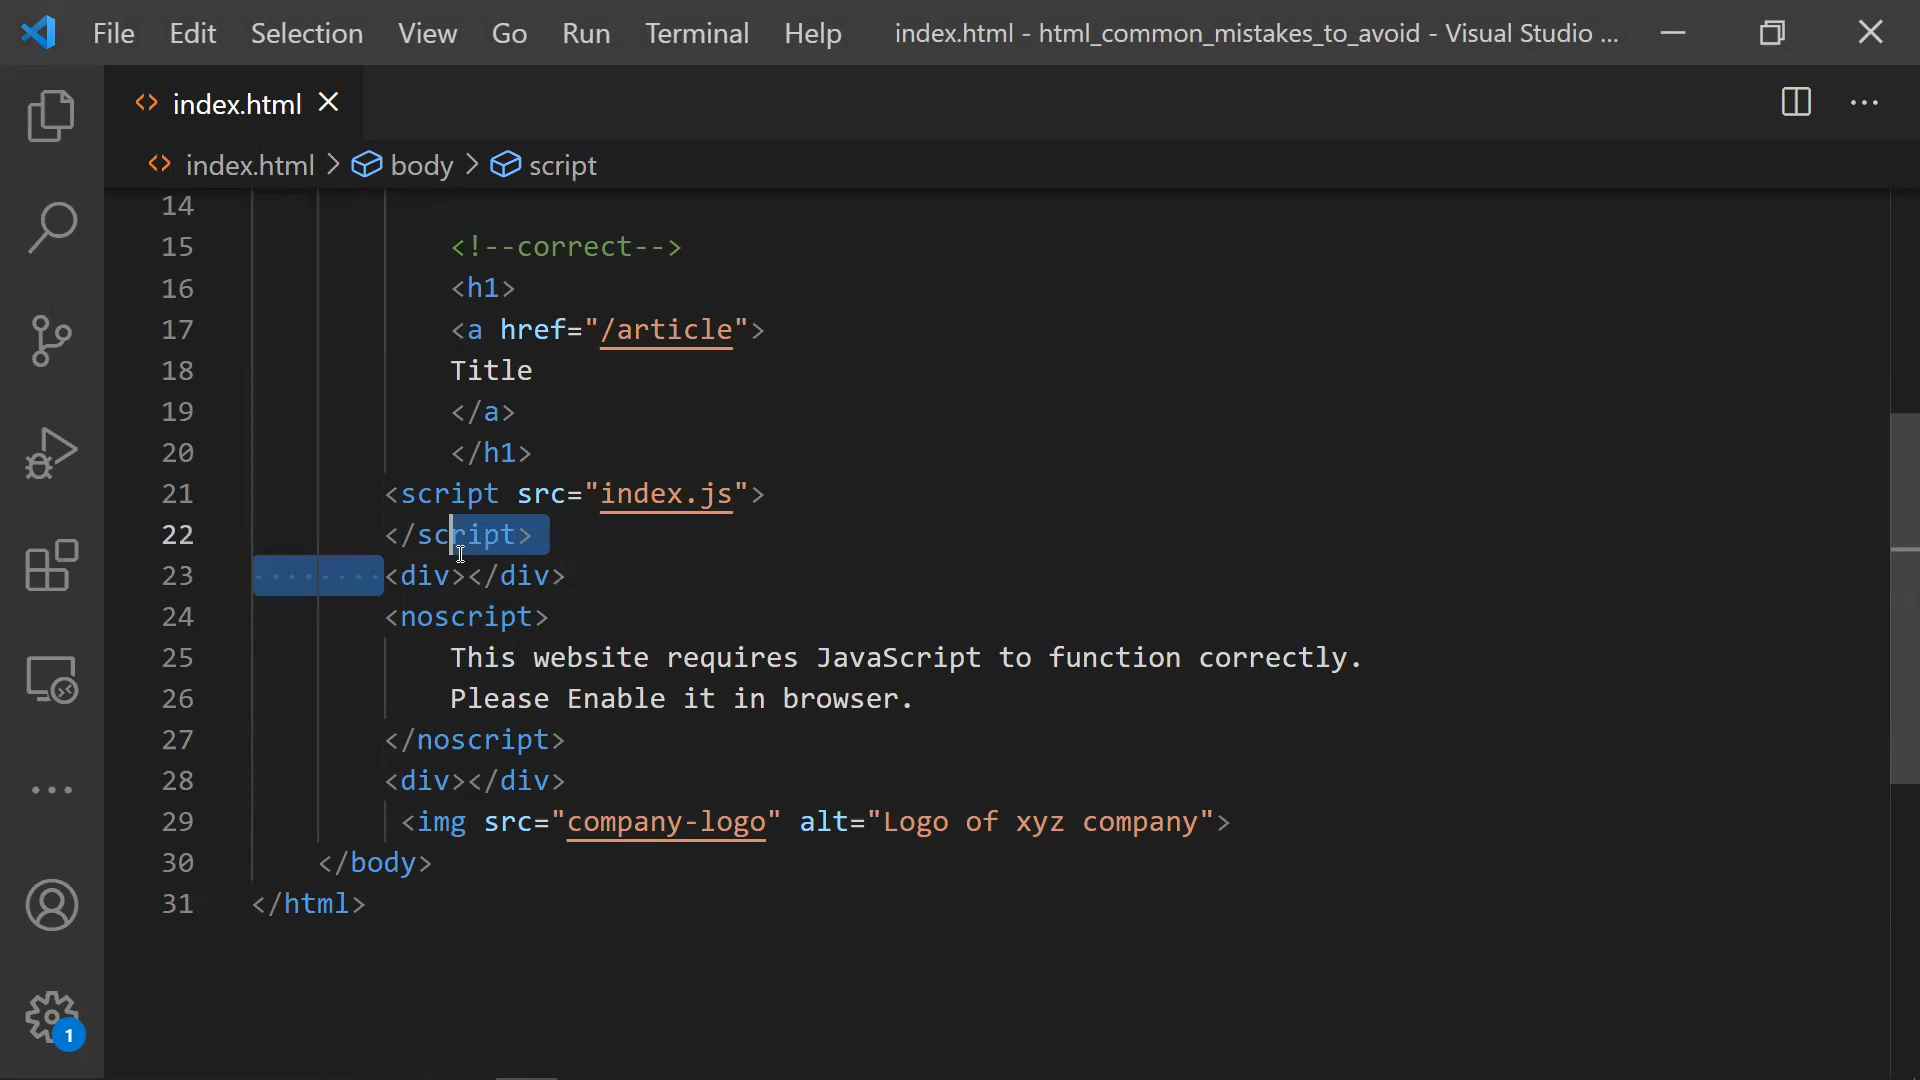 File Edit Selection View Go Run Terminal Help index.html - html_common_mistakes_to_avoid - Visual Studio ...
index.html
index.html > body > script
14
15 <!--correct-->
16 <h1>
17 <a href="/article">
18 Title
19 </a>
20 </h1>
21 <script src="index.js">
22 </script>
23 <div></div>
24 <noscript>
25 This website requires JavaScript to function correctly.
26 Please Enable it in browser.
27 </noscript>
28 <div></div>
29 <img src="company-logo" alt="Logo of xyz company">
30 </body>
31 </html>
1